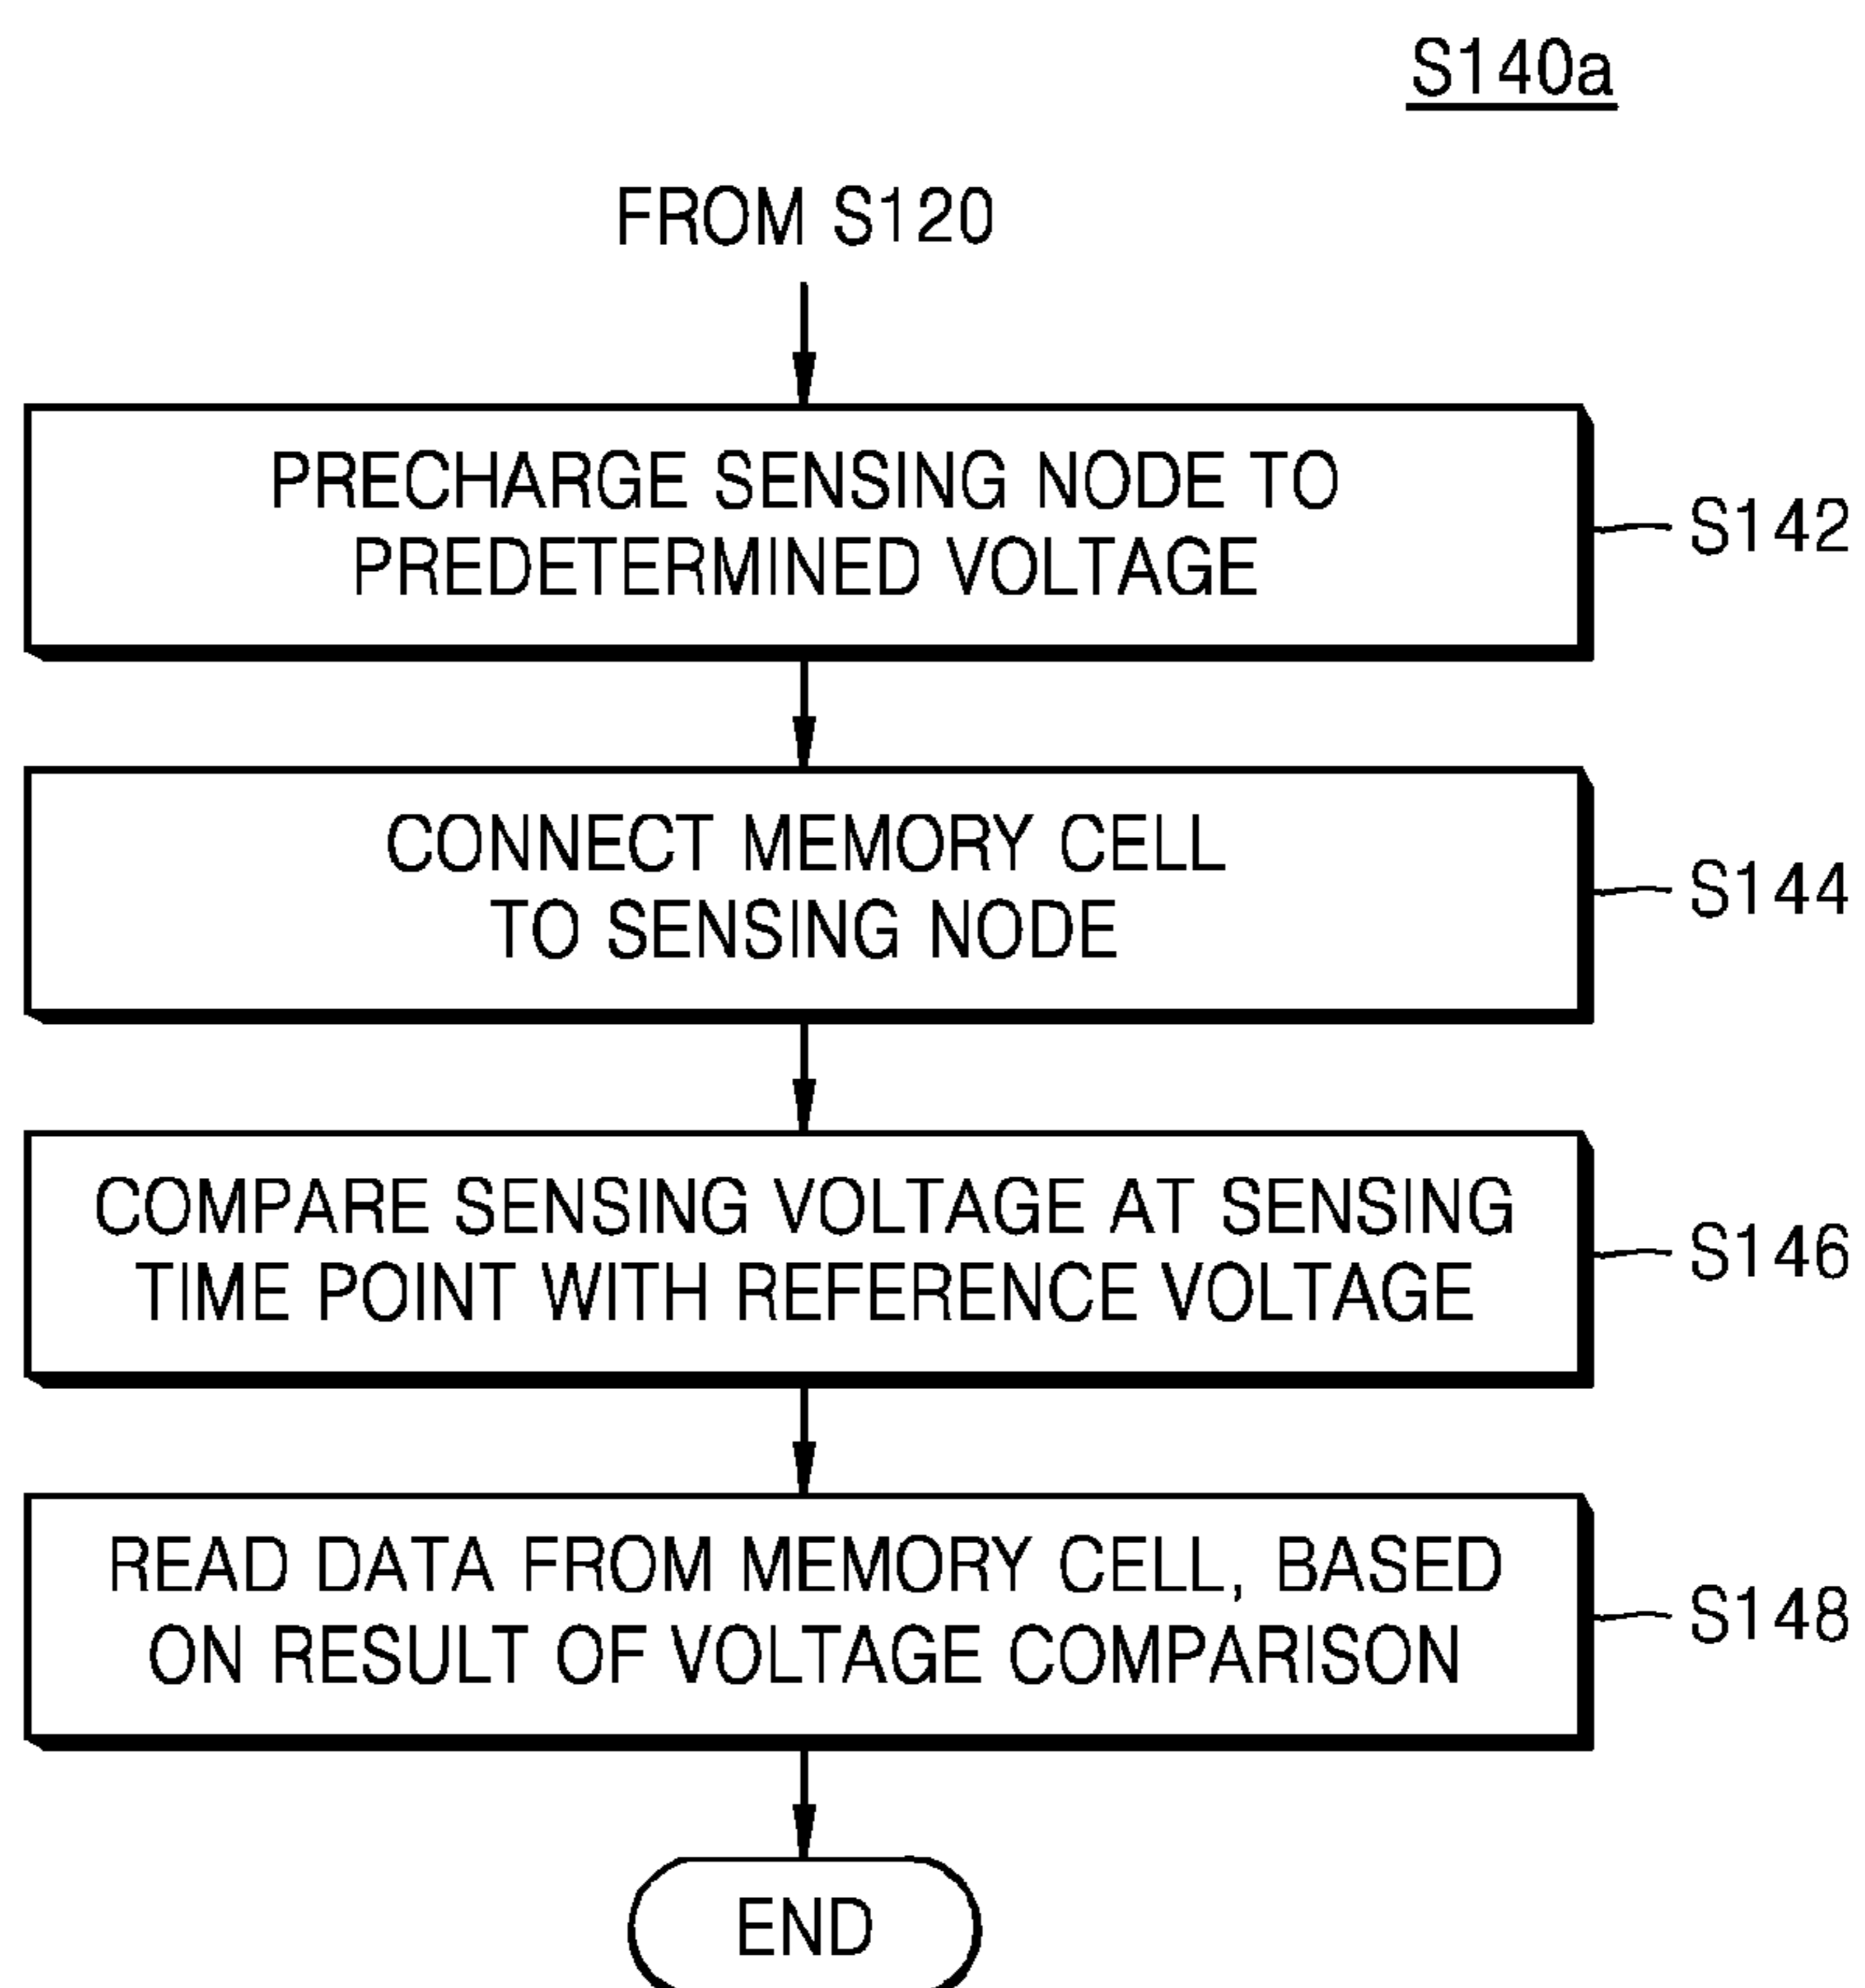 S140a
FROM S120
PRECHARGE SENSING NODE TO
PREDETERMINED VOLTAGE
S142
CONNECT MEMORY CELL
TO SENSING NODE
S144
COMPARE SENSING VOLTAGE AT SENSING
TIME POINT WITH REFERENCE VOLTAGE
S146
READ DATA FROM MEMORY CELL, BASED
ON RESULT OF VOLTAGE COMPARISON
S148
END